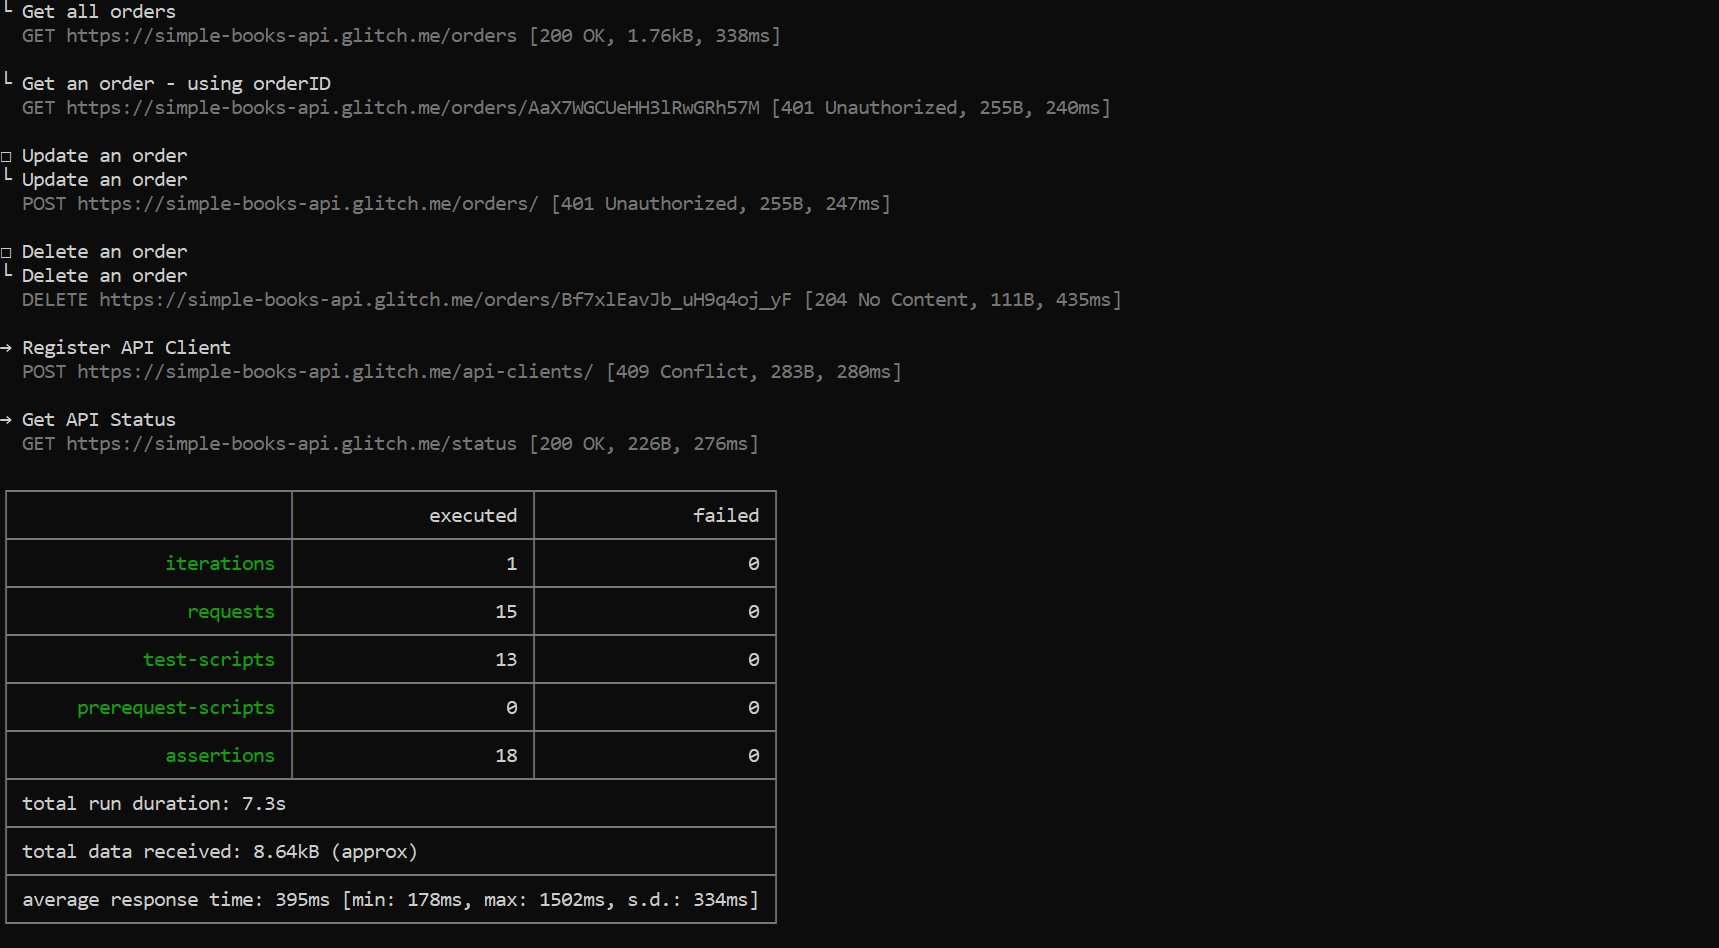 └ Get all orders
  GET https://simple-books-api.glitch.me/orders [200 OK, 1.76kB, 338ms]
└ Get an order - using orderID
  GET https://simple-books-api.glitch.me/orders/AaX7WGCUeHH3lRwGRh57M [401 Unauthorized, 255B, 240ms]
□ Update an order
└ Update an order
  POST https://simple-books-api.glitch.me/orders/ [401 Unauthorized, 255B, 247ms]
□ Delete an order
└ Delete an order
  DELETE https://simple-books-api.glitch.me/orders/Bf7xlEavJb_uH9q4oj_yF [204 No Content, 111B, 435ms]
→ Register API Client
  POST https://simple-books-api.glitch.me/api-clients/ [409 Conflict, 283B, 280ms]
→ Get API Status
  GET https://simple-books-api.glitch.me/status [200 OK, 226B, 276ms]
executed failed
iterations 1 0
requests 15 0
test-scripts 13 0
prerequest-scripts 0 0
assertions 18 0
total run duration: 7.3s
total data received: 8.64kB (approx)
average response time: 395ms [min: 178ms, max: 1502ms, s.d.: 334ms]